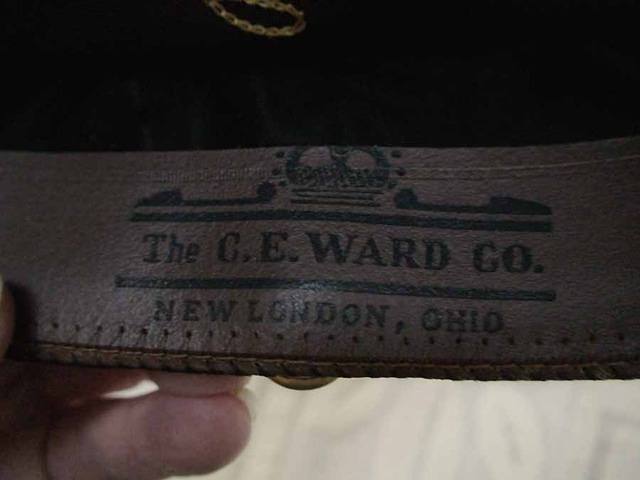 The C. E. WARD CO.
NEW LONDON, OHIO